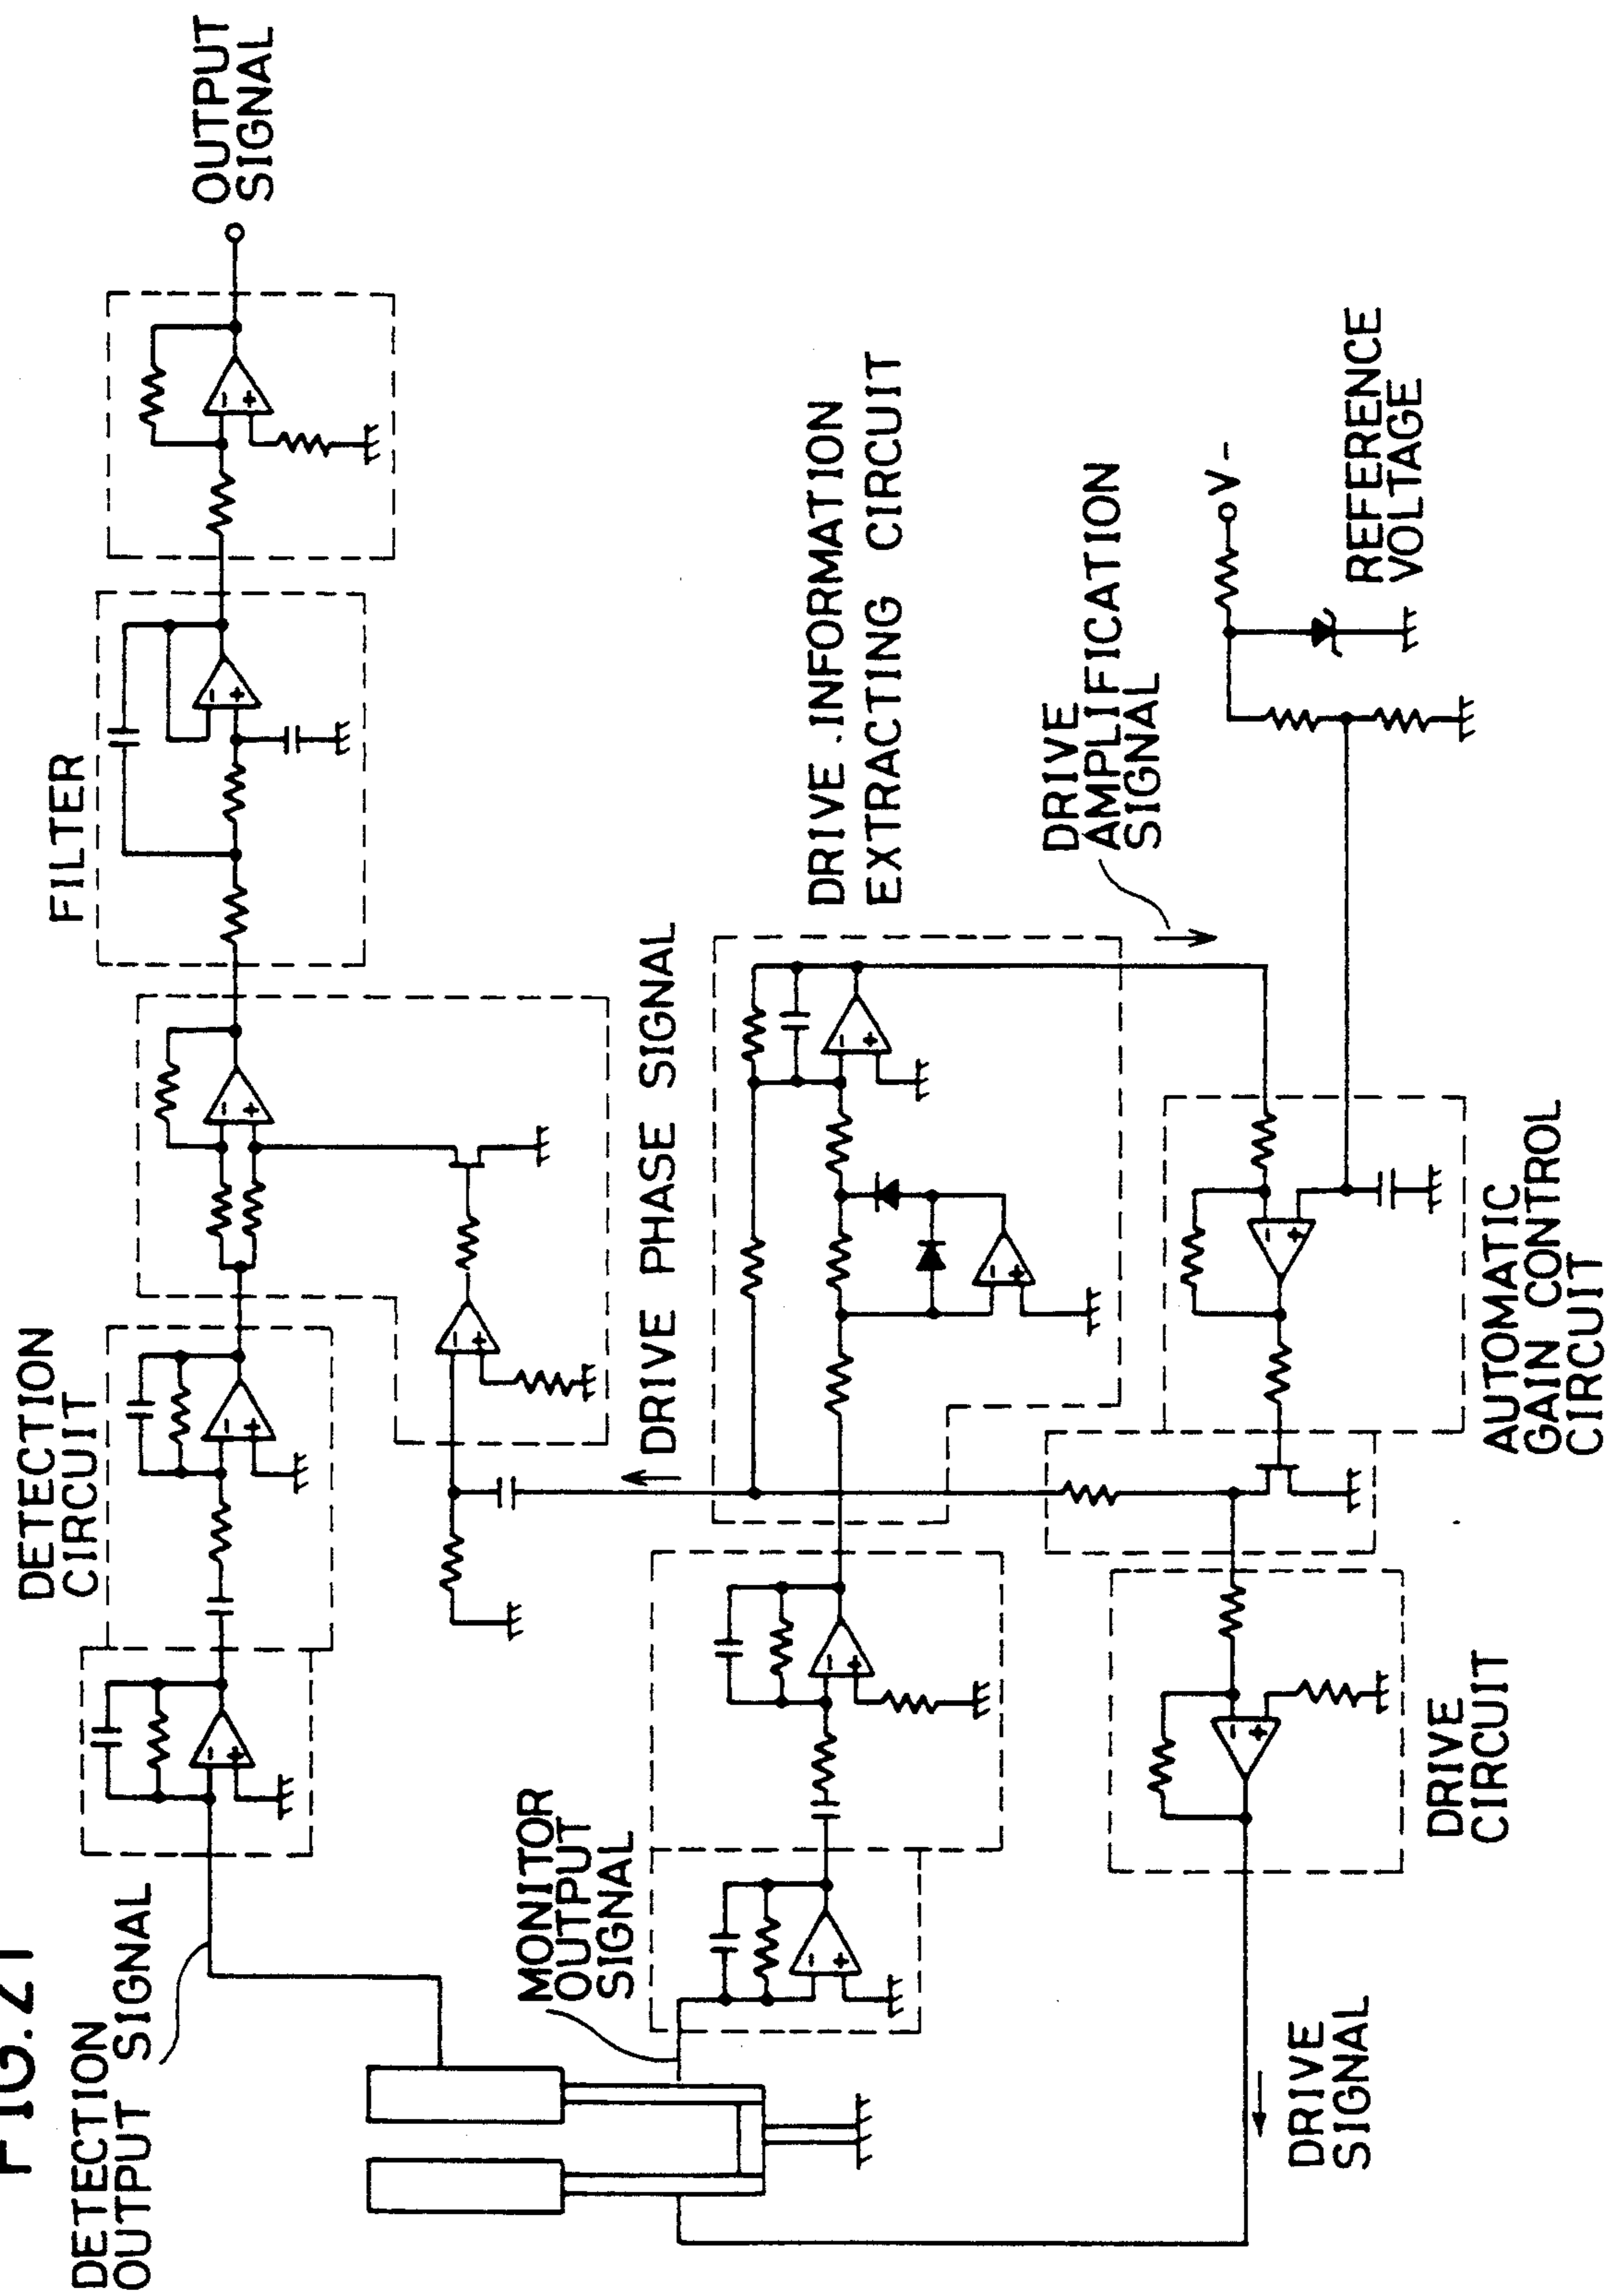 FIG. 21
DETECTION
OUTPUT SIGNAL
DETECTION
CIRCUIT
FILTER
OUTPUT
SIGNAL
MONITOR
OUTPUT
SIGNAL
DRIVE PHASE SIGNAL
DRIVE INFORMATION
EXTRACTING CIRCUIT
DRIVE
AMPLIFICATION
SIGNAL
V-
REFERENCE
VOLTAGE
DRIVE
SIGNAL
DRIVE
CIRCUIT
AUTOMATIC
GAIN CONTROL
CIRCUIT